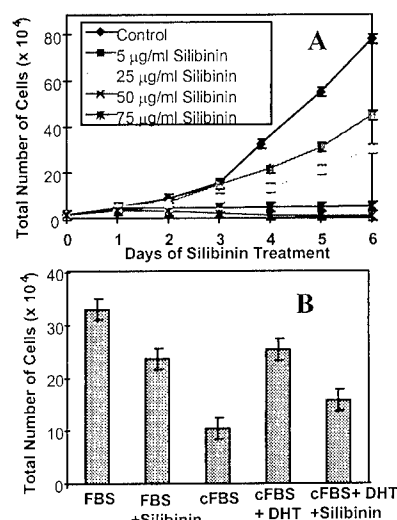 A
Total Number of Cells (x 10⁴)
80
60
40
20
0
Control
5 µg/ml Silibinin
25 µg/ml Silibinin
50 µg/ml Silibinin
75 µg/ml Silibinin
0 1 2 3 4 5 6
Days of Silibinin Treatment
B
Total Number of Cells (x 10⁴)
40
30
20
10
0
FBS FBS cFBS cFBS cFBS+ DHT
+Silibinin + DHT +Silibinin